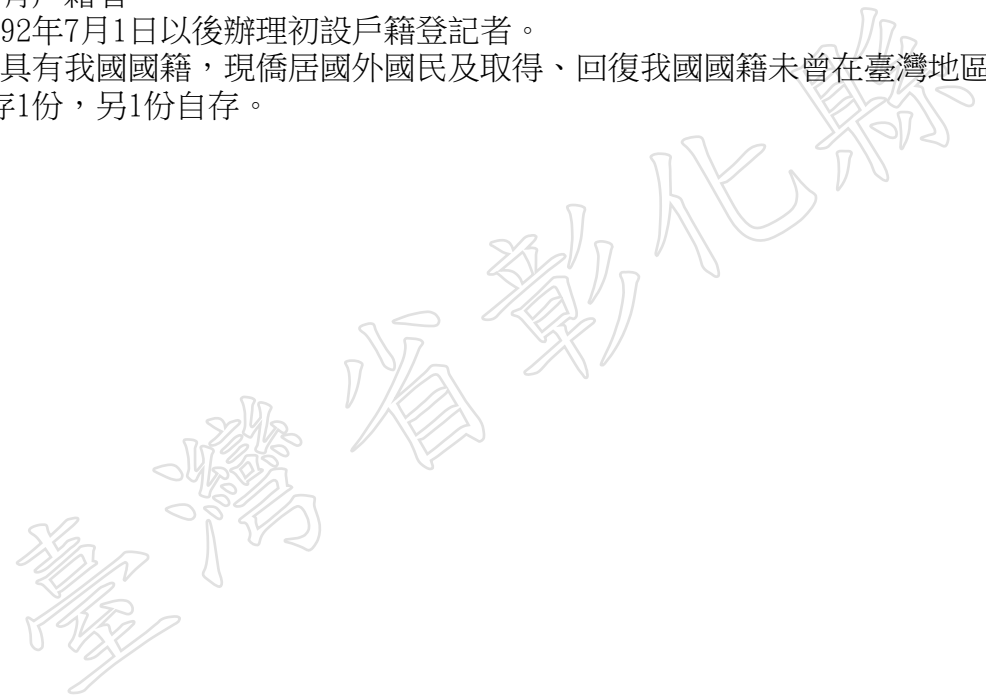 戶籍者
92年7月1日以後辦理初設戶籍登記者。
具有我國國籍，現僑居國外國民及取得、回復我國國籍未曾在臺灣地區
存1份，另1份自存。
臺灣省彰化縣